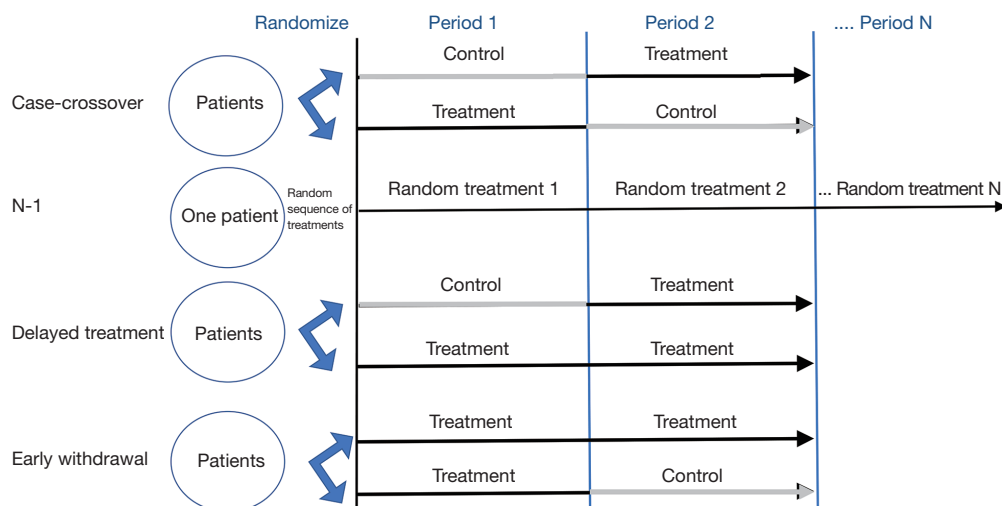 Randomize Period 1 Period 2 .... Period N
Control Treatment
Case-crossover Patients
Treatment Control
N-1 One patient Random sequence of treatments Random treatment 1 Random treatment 2 ... Random treatment N
Control Treatment
Delayed treatment Patients
Treatment Treatment
Treatment Treatment
Early withdrawal Patients
Treatment Control